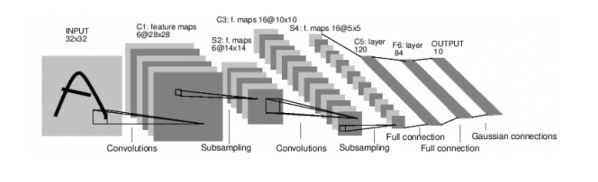 INPUT
32x32
C1: feature maps
6@28x28
S2: f. maps
6@14x14
C3: f. maps 16@10x10
S4: f. maps 16@5x5
C5: layer
120
F6: layer
84
OUTPUT
10
A
Convolutions
Subsampling
Convolutions
Subsampling
Full connection
Full connection
Gaussian connections